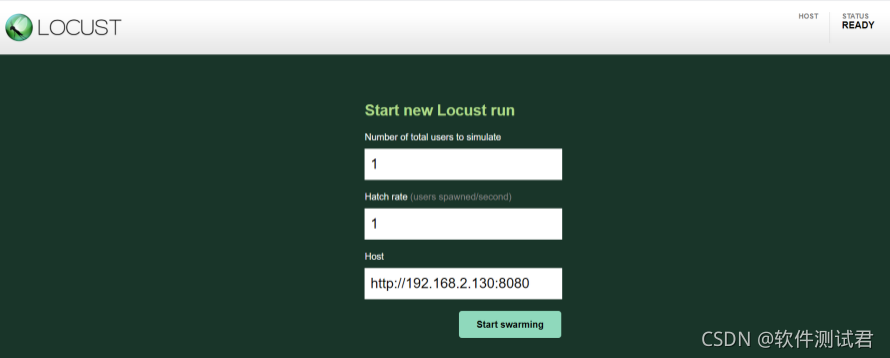 LOCUST
HOST
STATUS
READY
Start new Locust run
Number of total users to simulate
1
Hatch rate (users spawned/second)
1
Host
http://192.168.2.130:8080
Start swarming
CSDN @软件测试君